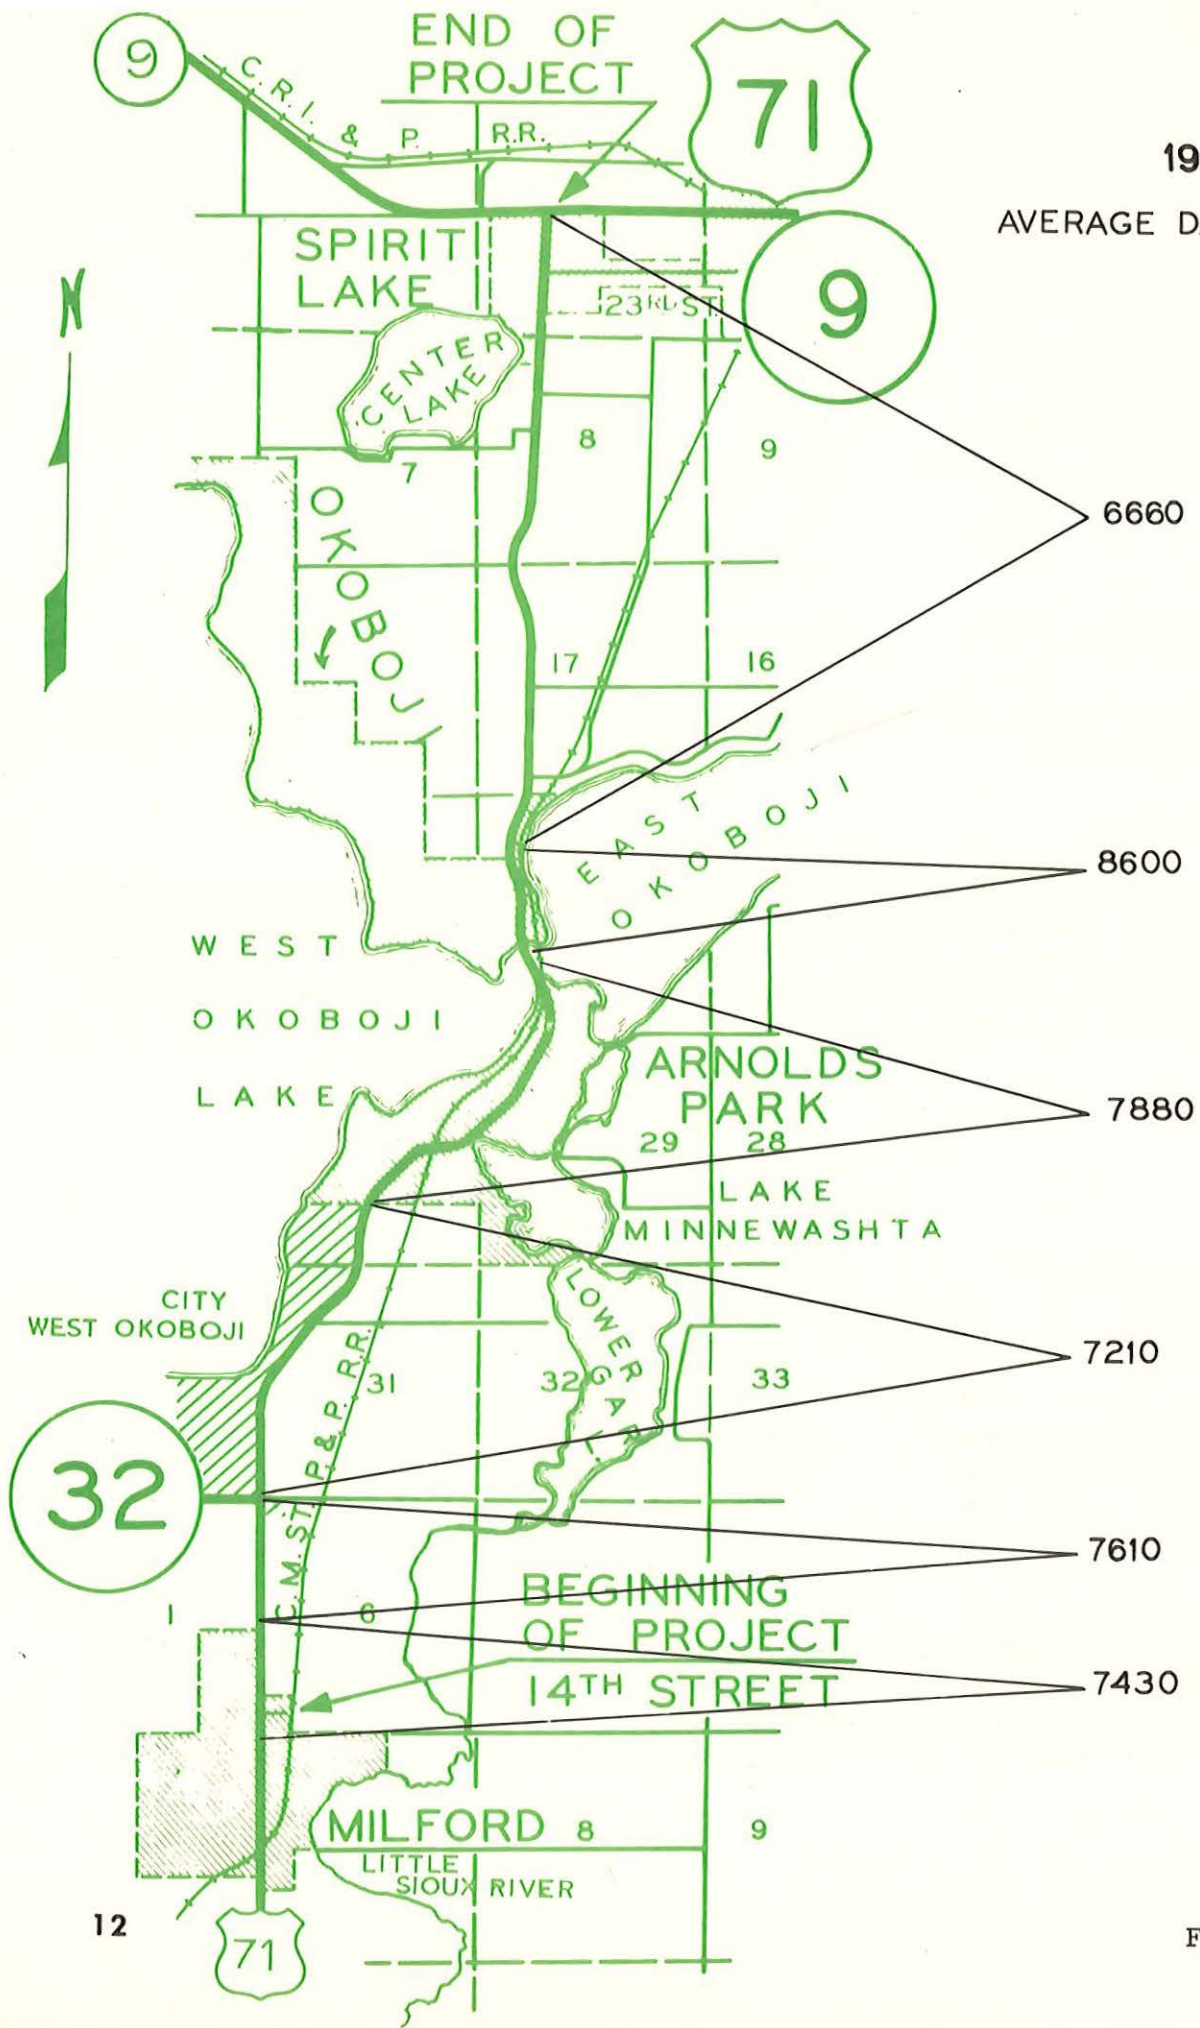 END OF
PROJECT
9
71
C. R. I. & P. R.R.
19
AVERAGE D
SPIRIT
LAKE
23RD ST.
9
CENTER
LAKE
8
9
7
6660
OKOBOJI
17
16
EAST
OKOBOJI
8600
WEST
OKOBOJI
LAKE
ARNOLDS
PARK
7880
29
28
LAKE
MINNEWASHTA
CITY
WEST OKOBOJI
LOWER
GAR
L.
7210
31
32
33
C. M. ST. P. & P. R.R.
32
7610
BEGINNING
OF PROJECT
1
6
14TH STREET
7430
MILFORD
8
9
LITTLE
SIOUX RIVER
12
71
F
N